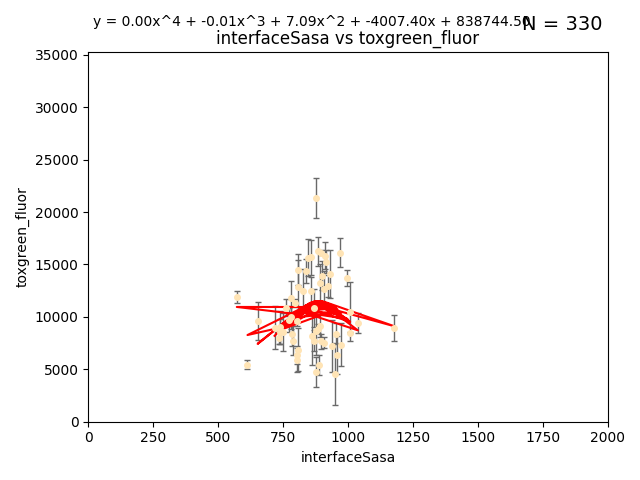 y = 0.00x^4 + -0.01x^3 + 7.09x^2 + -4007.40x + 838744.50
N = 330
interfaceSasa vs toxgreen_fluor
35000
30000
25000
20000
15000
10000
5000
0
toxgreen_fluor
0 250 500 750 1000 1250 1500 1750 2000
interfaceSasa